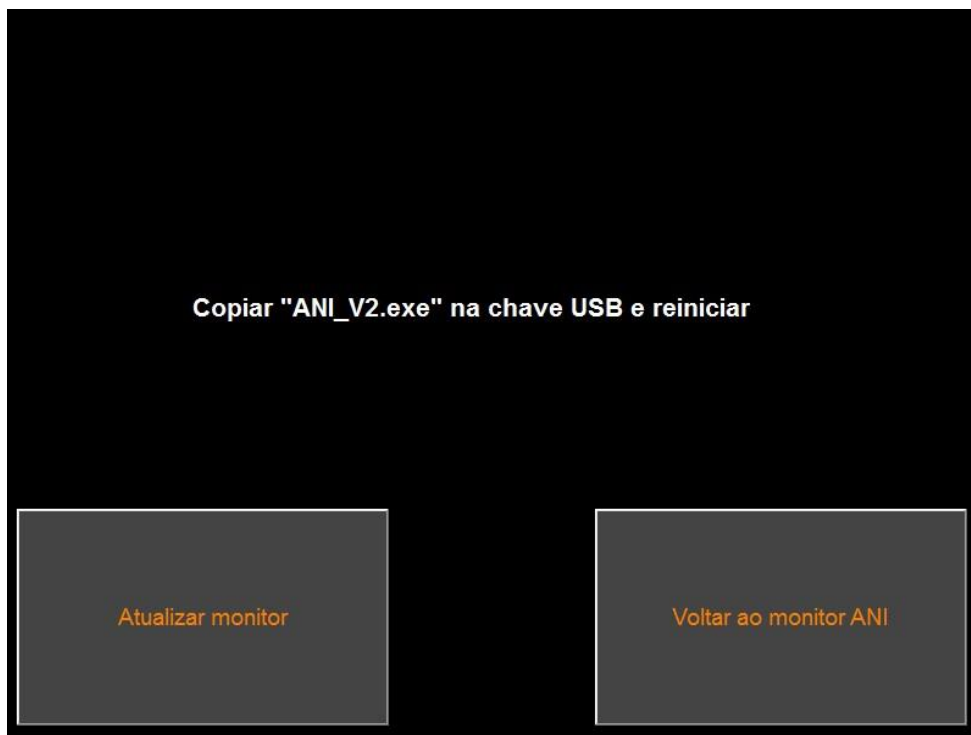 Copiar "ANI_V2.exe" na chave USB e reiniciar
Atualizar monitor
Voltar ao monitor ANI